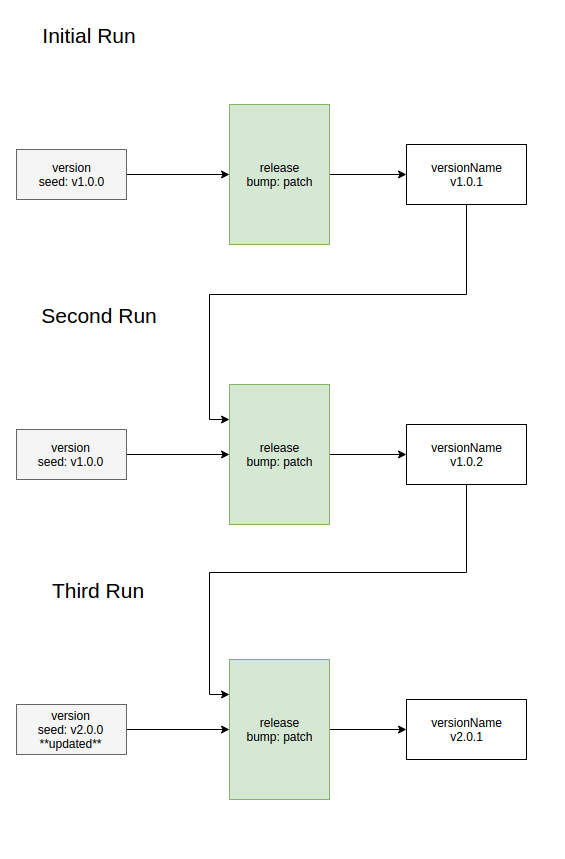 Initial Run
version
seed: v1.0.0
release
bump: patch
versionName
v1.0.1
Second Run
version
seed: v1.0.0
release
bump: patch
versionName
v1.0.2
Third Run
version
seed: v2.0.0
**updated**
release
bump: patch
versionName
v2.0.1